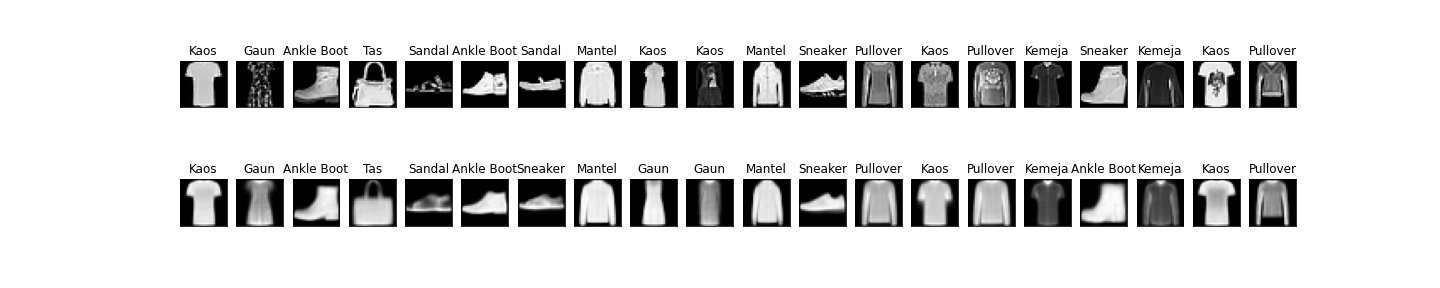 Kaos Gaun Ankle Boot Tas Sandal Ankle Boot Sandal Mantel Kaos Kaos Mantel Sneaker Pullover Kaos Pullover Kemeja Sneaker Kemeja Kaos Pullover
Kaos Gaun Ankle Boot Tas Sandal Ankle Boot Sneaker Mantel Gaun Gaun Mantel Sneaker Pullover Kaos Pullover Kemeja Ankle Boot Kemeja Kaos Pullover